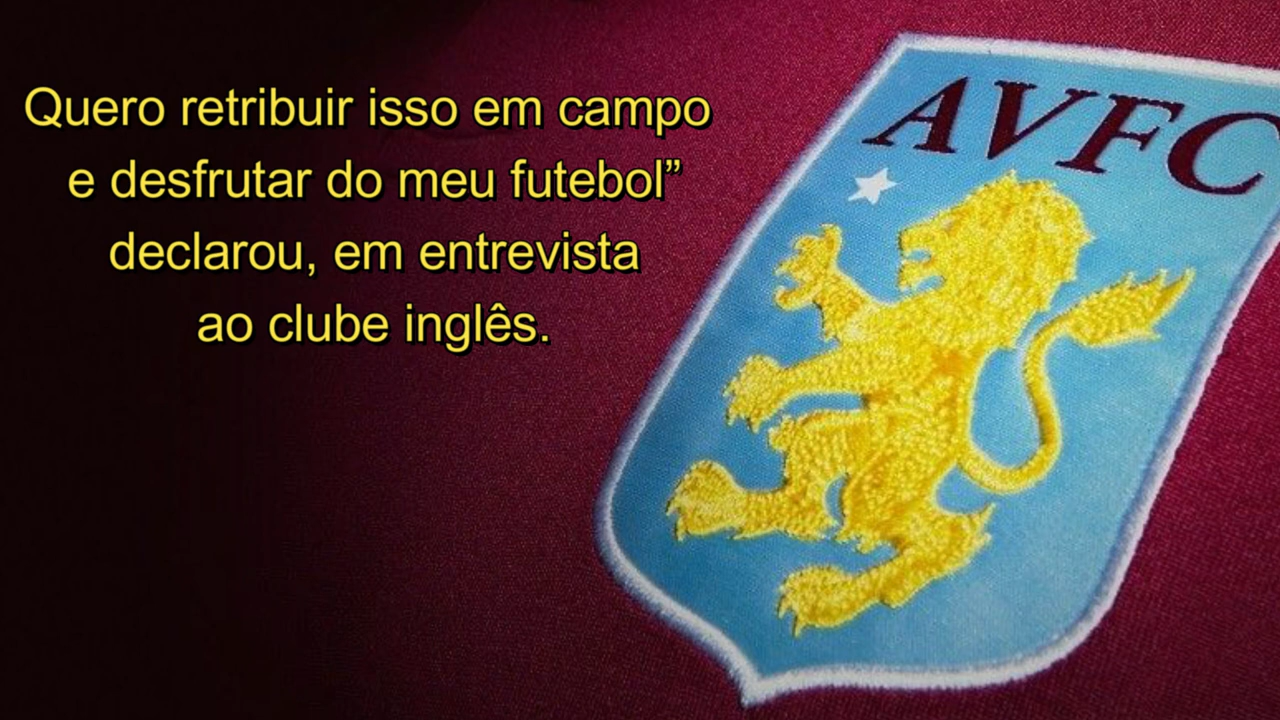 Quero retribuir isso em campo
e desfrutar do meu futebol”
declarou, em entrevista
ao clube inglês.
AVFC